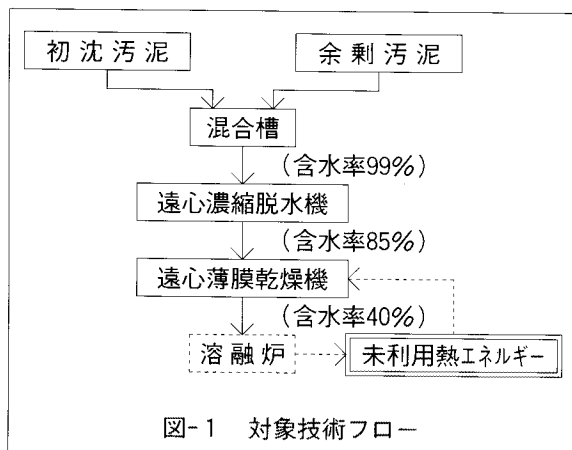 初沈汚泥 余剰汚泥
混合槽
(含水率99%)
遠心濃縮脱水機
(含水率85%)
遠心薄膜乾燥機
(含水率40%)
溶融炉 未利用熱エネルギー
図-1 対象技術フロー